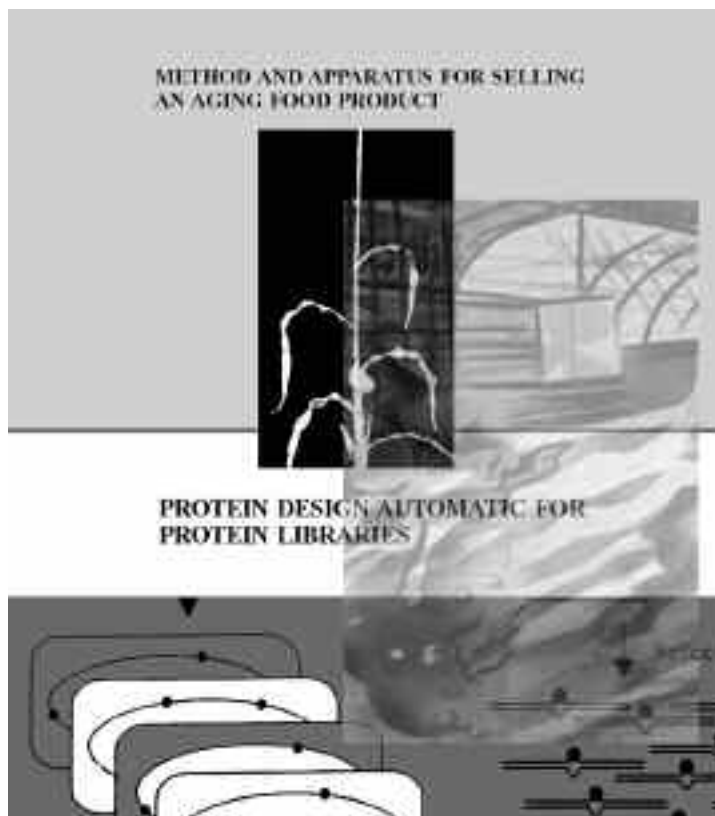 METHOD AND APPARATUS FOR SELLING
AN AGING FOOD PRODUCT
PROTEIN DESIGN AUTOMATIC FOR
PROTEIN LIBRARIES